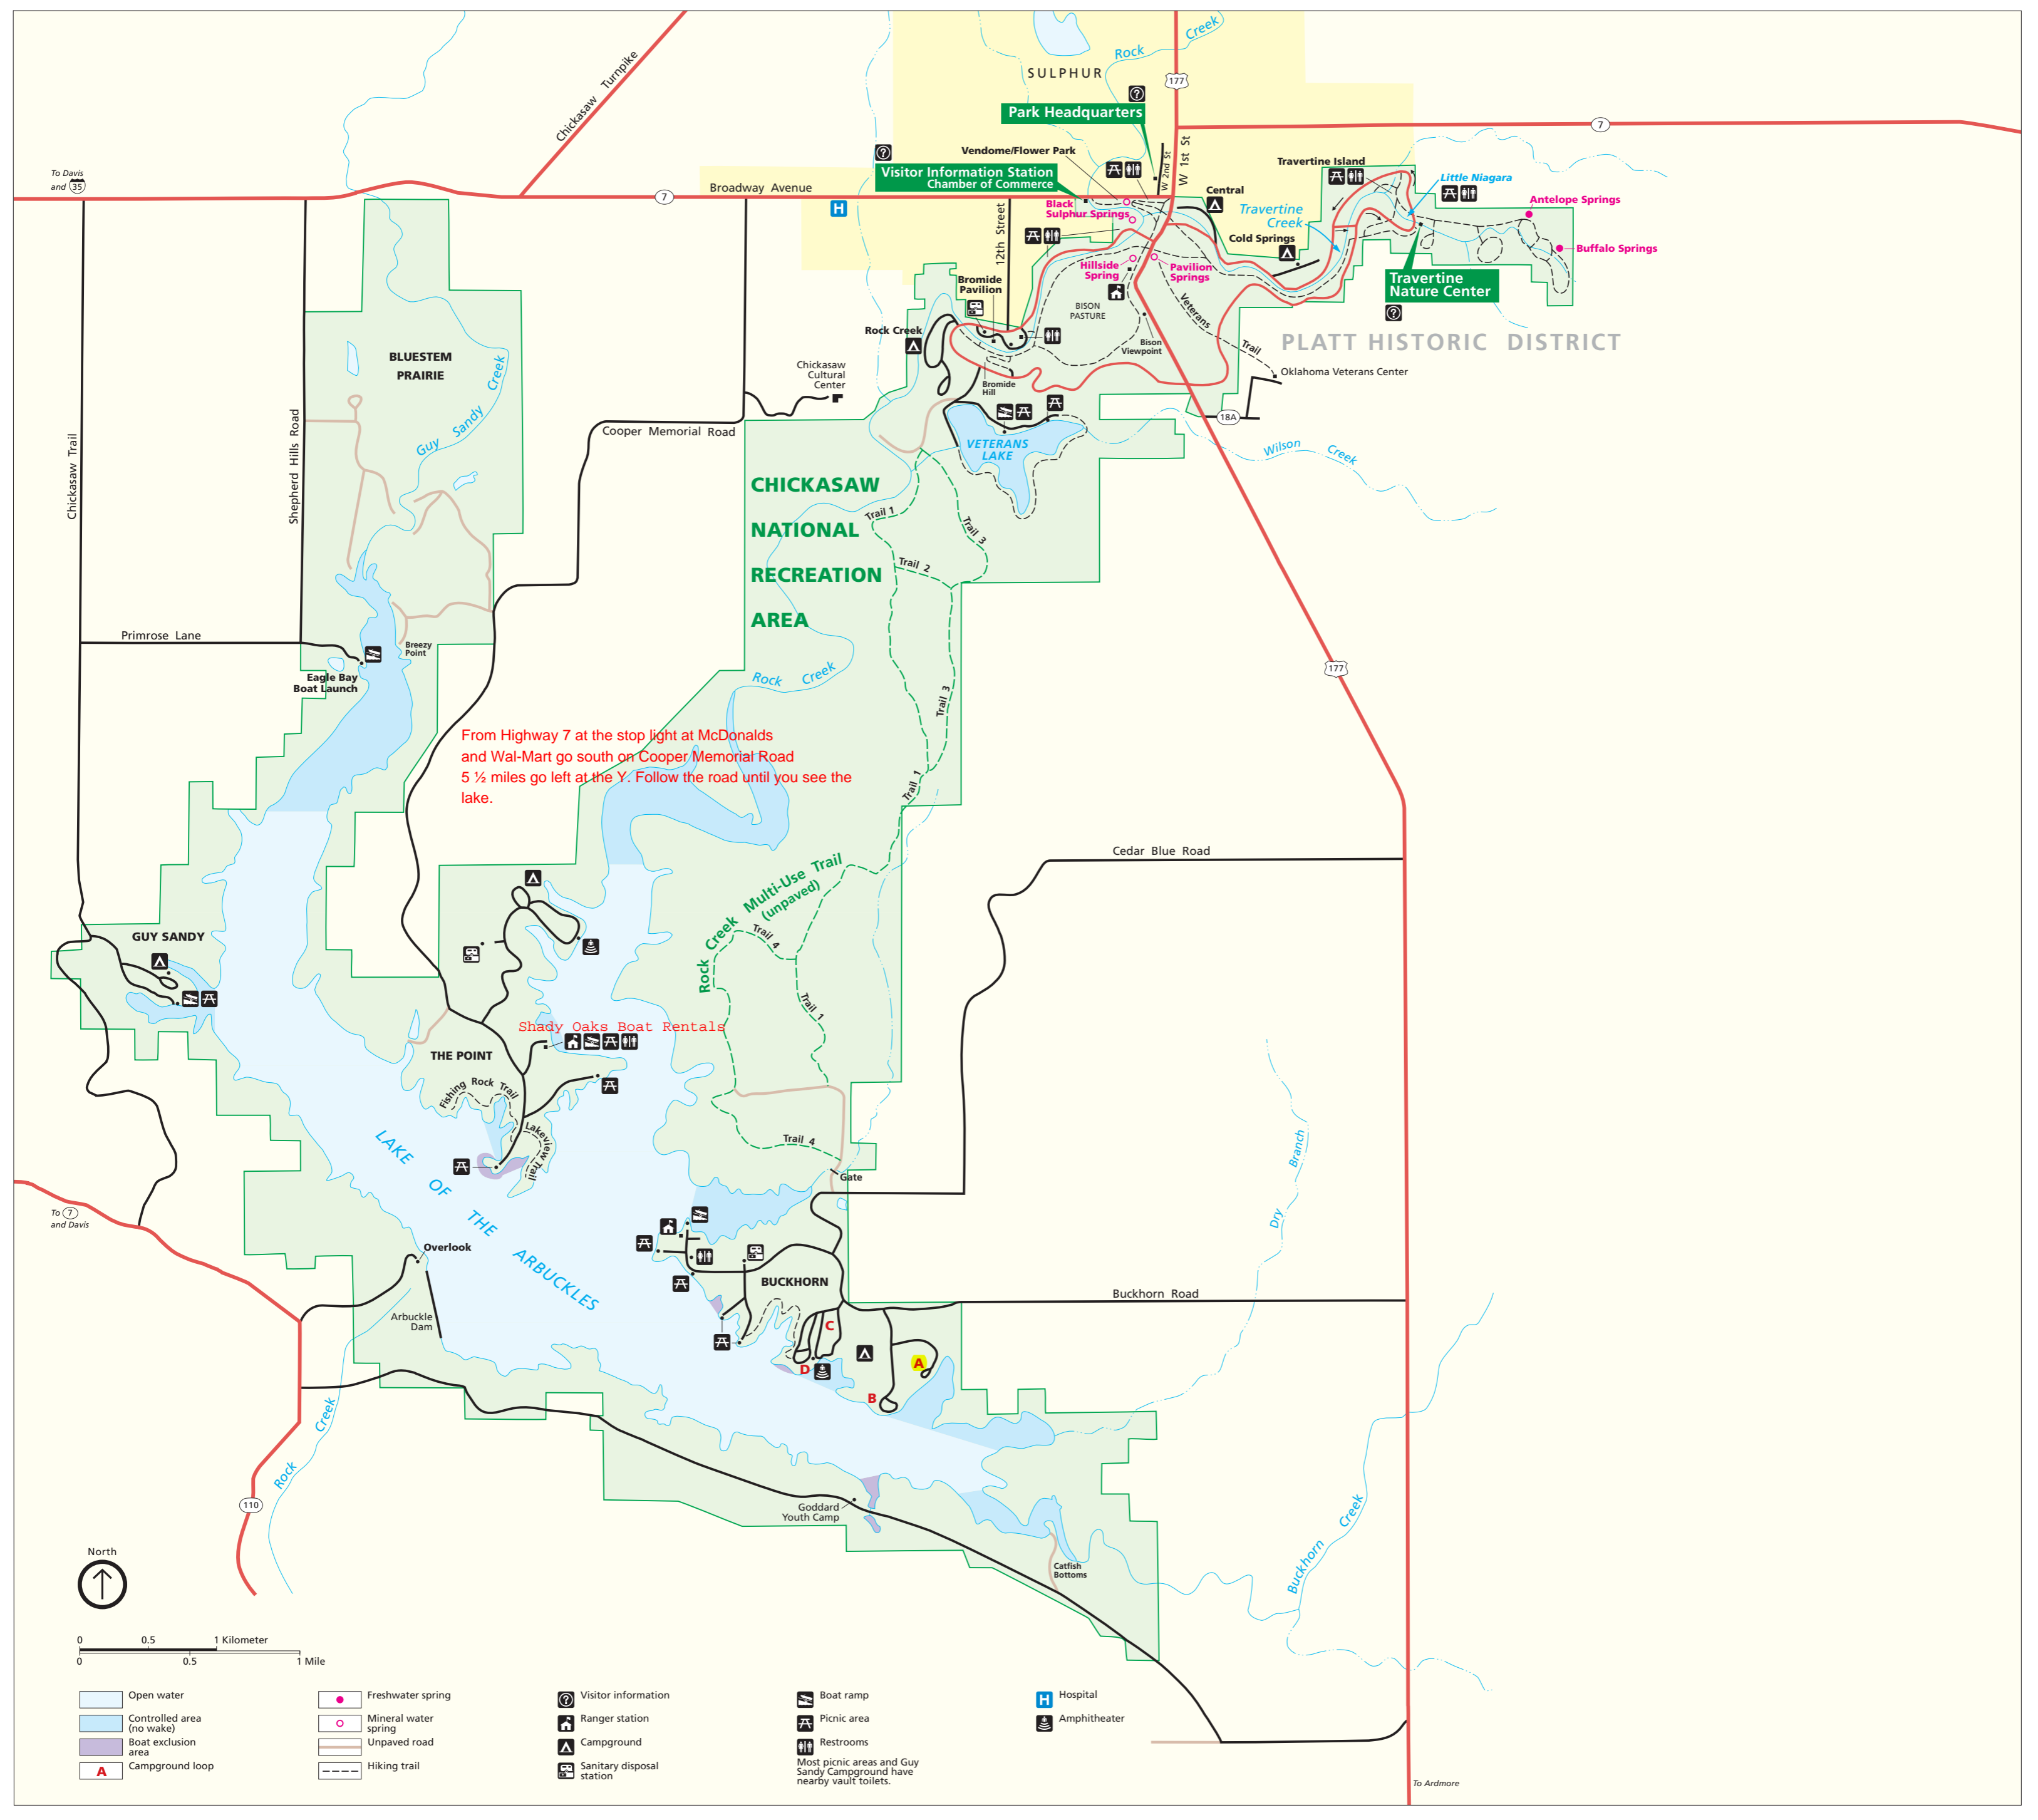 Rock Creek
SULPHUR
177
Chickasaw Turnpike
Park Headquarters
7
Vendome/Flower Park
W 2nd St
W 1st St
Travertine Island
To Davis
and 35
Visitor Information Station
Chamber of Commerce
Little Niagara
Broadway Avenue
7
H
Central
Antelope Springs
Black
Sulphur Springs
12th Street
Travertine
Creek
Cold Springs
Buffalo Springs
Hillside
Spring
Pavilion
Springs
Travertine
Nature Center
Bromide
Pavilion
BISON
PASTURE
Veterans Trail
Rock Creek
Bison
Viewpoint
PLATT HISTORIC DISTRICT
BLUESTEM
PRAIRIE
Guy Sandy Creek
Chickasaw
Cultural
Center
Bromide
Hill
Oklahoma Veterans Center
18A
Chickasaw Trail
Shepherd Hills Road
Cooper Memorial Road
VETERANS
LAKE
Wilson Creek
CHICKASAW
NATIONAL
RECREATION
AREA
Trail 1
Trail 3
Trail 2
Primrose Lane
Breezy
Point
Eagle Bay
Boat Launch
Rock Creek
Trail 3
177
From Highway 7 at the stop light at McDonalds
and Wal-Mart go south on Cooper Memorial Road
5 ½ miles go left at the Y. Follow the road until you see the
lake.
Trail 1
Cedar Blue Road
Rock Creek Multi-Use Trail
(unpaved)
GUY SANDY
Trail 4
Trail 1
Shady Oaks Boat Rentals
THE POINT
Fishing Rock Trail
Lakeview Trail
Trail 4
Gate
Dry Branch
LAKE OF THE ARBUCKLES
To 7
and Davis
Overlook
BUCKHORN
Buckhorn Road
Arbuckle
Dam
C
D
A
B
Rock Creek
110
Goddard
Youth Camp
Catfish
Bottoms
Buckhorn Creek
North
0 0.5 1 Kilometer
0 0.5 1 Mile
Open water
Controlled area
(no wake)
Boat exclusion
area
A Campground loop
Freshwater spring
Mineral water
spring
Unpaved road
Hiking trail
? Visitor information
Ranger station
Campground
Sanitary disposal
station
Boat ramp
Picnic area
Restrooms
Most picnic areas and Guy
Sandy Campground have
nearby vault toilets.
H Hospital
Amphitheater
To Ardmore